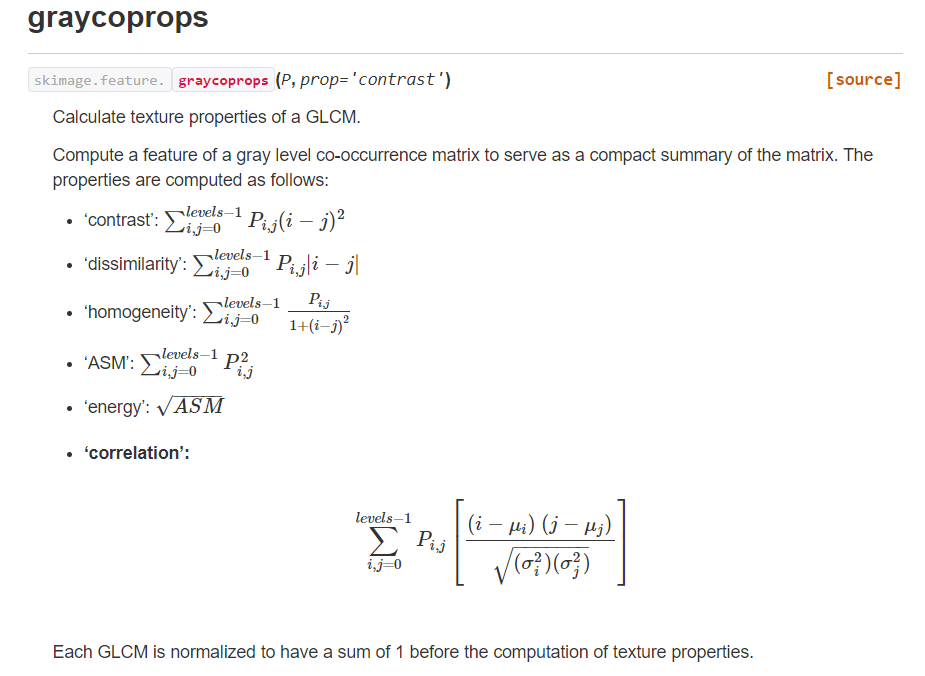 graycoprops
skimage.feature. graycoprops(P, prop='contrast') [source]
Calculate texture properties of a GLCM.
Compute a feature of a gray level co-occurrence matrix to serve as a compact summary of the matrix. The
properties are computed as follows:
• ‘contrast’: $\sum_{i,j=0}^{levels-1} P_{i,j}(i-j)^2$
• ‘dissimilarity’: $\sum_{i,j=0}^{levels-1} P_{i,j}|i-j|$
• ‘homogeneity’: $\sum_{i,j=0}^{levels-1} \frac{P_{i,j}}{1+(i-j)^2}$
• ‘ASM’: $\sum_{i,j=0}^{levels-1} P_{i,j}^2$
• ‘energy’: $\sqrt{ASM}$
• ‘correlation’:
$\sum_{i,j=0}^{levels-1} P_{i,j}\left[\frac{(i-\mu_i)(j-\mu_j)}{\sqrt{(\sigma_i^2)(\sigma_j^2)}}\right]$
Each GLCM is normalized to have a sum of 1 before the computation of texture properties.